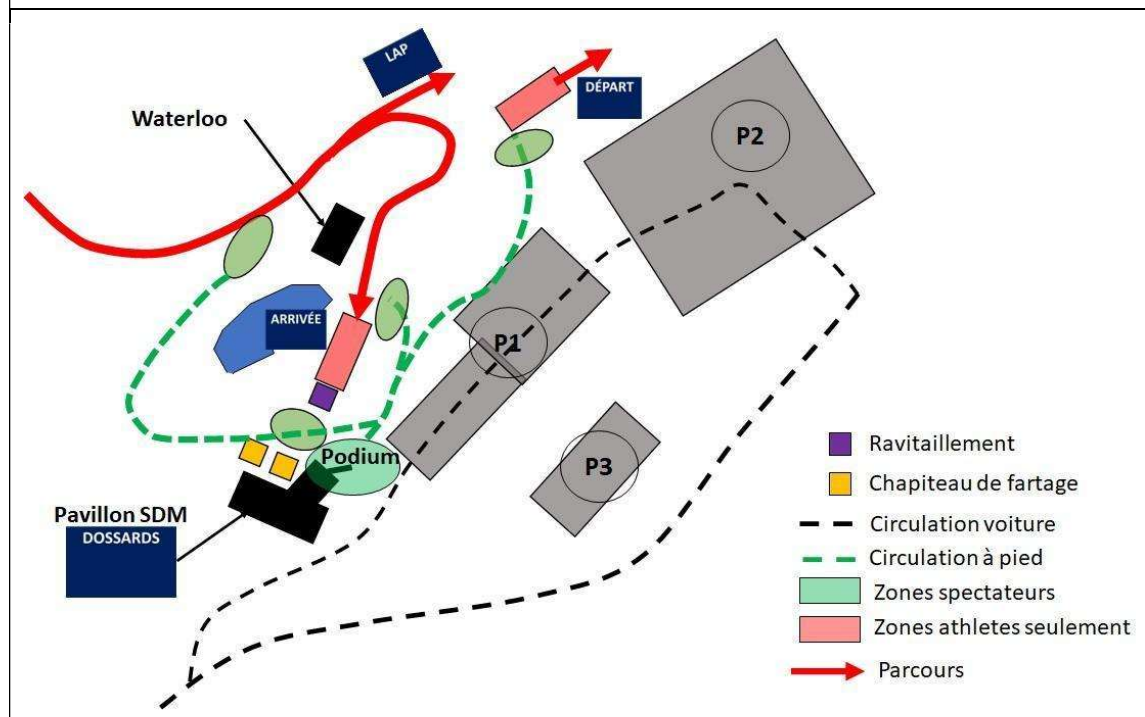 LAP
DÉPART
Waterloo
P2
ARRIVÉE
P1
Podium
P3
Pavillon SDM
DOSSARDS
Ravitaillement
Chapiteau de fartage
Circulation voiture
Circulation à pied
Zones spectateurs
Zones athletes seulement
Parcours